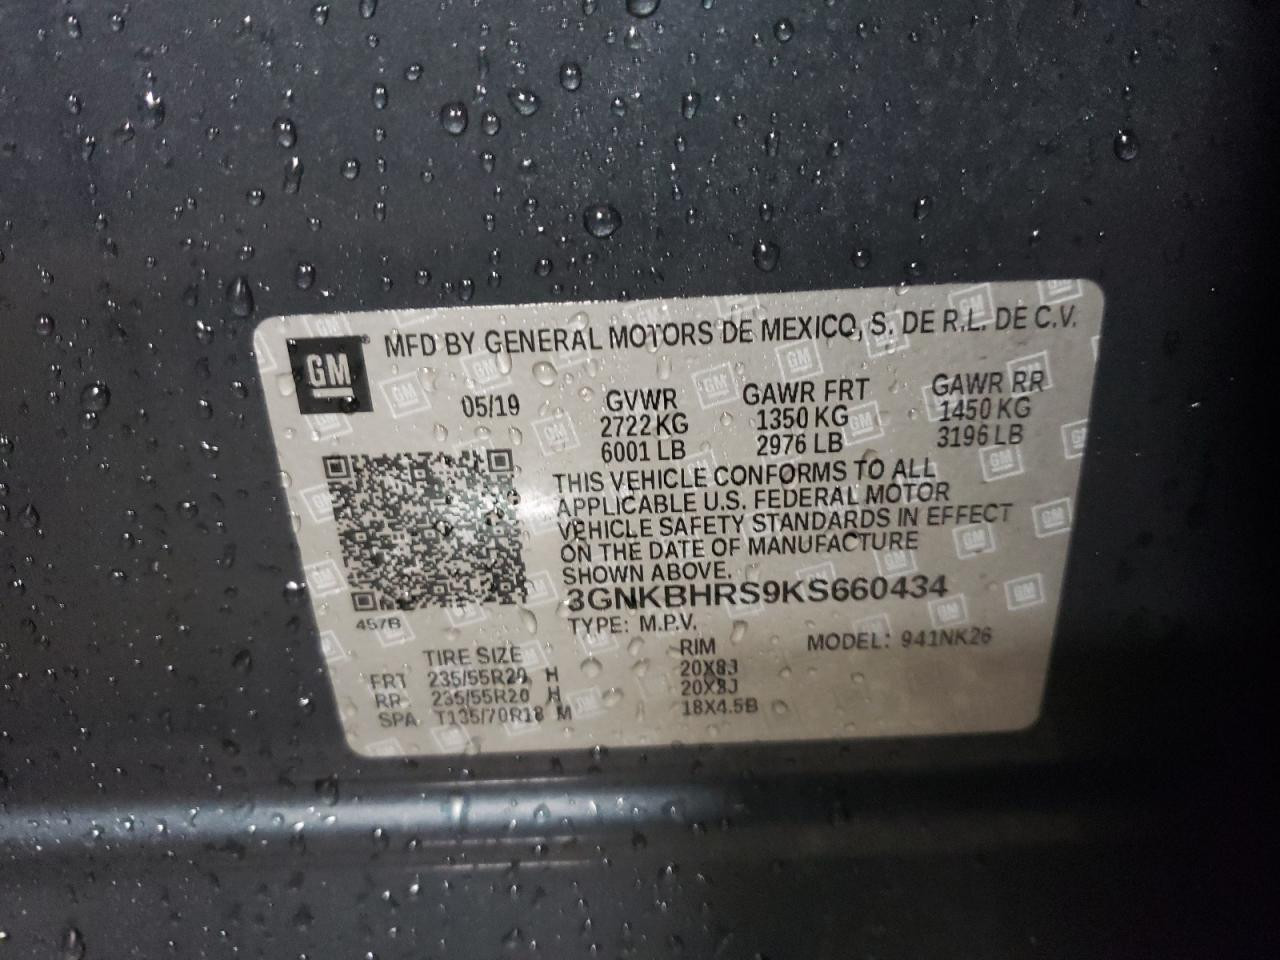 GM
MFD BY GENERAL MOTORS DE MEXICO, S. DE R.L. DE C.V.
05/19
GVWR GAWR FRT GAWR RR
2722 KG 1350 KG 1450 KG
6001 LB 2976 LB 3196 LB
THIS VEHICLE CONFORMS TO ALL
APPLICABLE U.S. FEDERAL MOTOR
VEHICLE SAFETY STANDARDS IN EFFECT
ON THE DATE OF MANUFACTURE
SHOWN ABOVE.
3GNKBHRS9KS660434
457B
TYPE: M.P.V.
MODEL: 941NK26
TIRE SIZE RIM
FRT 235/55R20 H 20X8J
RR 235/55R20 H 20X8J
SPA T135/70R18 M 18X4.5B